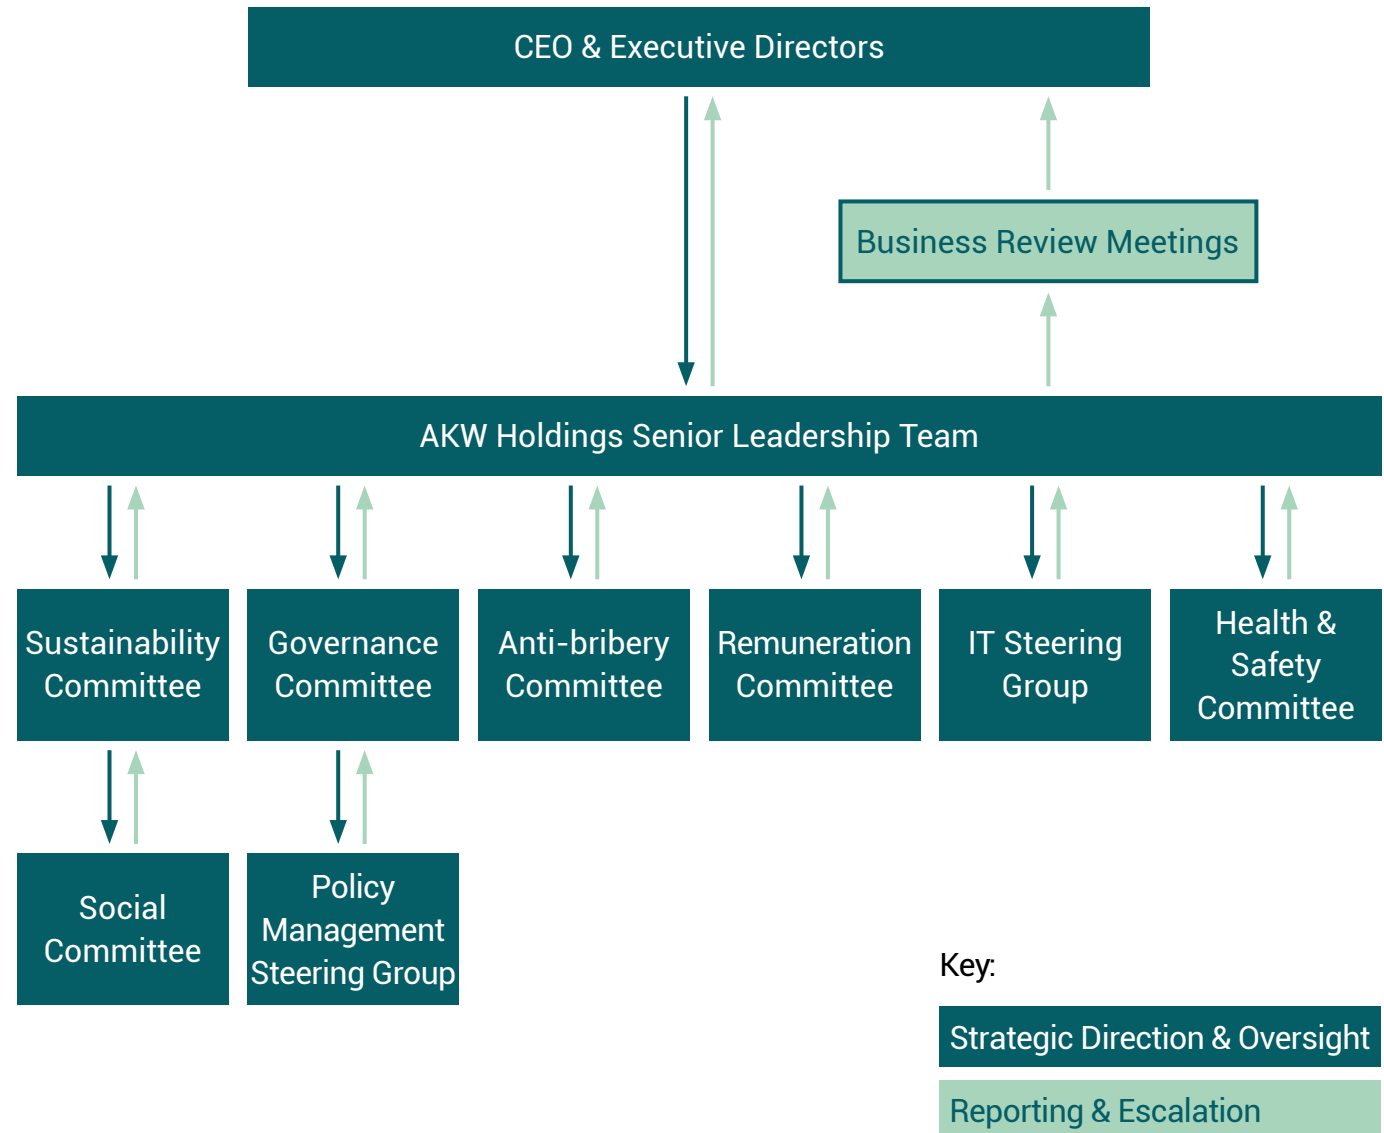 CEO & Executive Directors
Business Review Meetings
AKW Holdings Senior Leadership Team
Sustainability
Committee
Governance
Committee
Anti-bribery
Committee
Remuneration
Committee
IT Steering
Group
Health &
Safety
Committee
Social
Committee
Policy
Management
Steering Group
Key:
Strategic Direction & Oversight
Reporting & Escalation